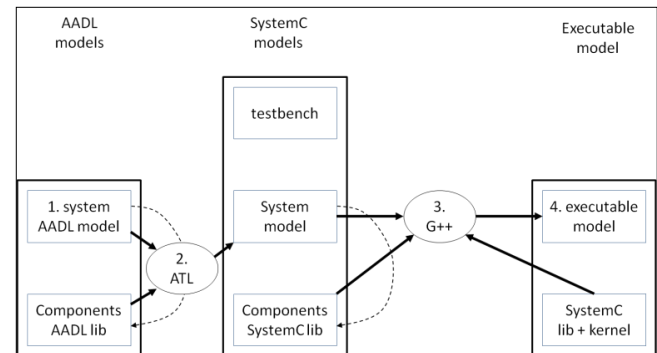 AADL
models
SystemC
models
Executable
model
testbench
1. system
AADL model
System
model
3.
G++
4. executable
model
2.
ATL
Components
AADL lib
Components
SystemC lib
SystemC
lib + kernel